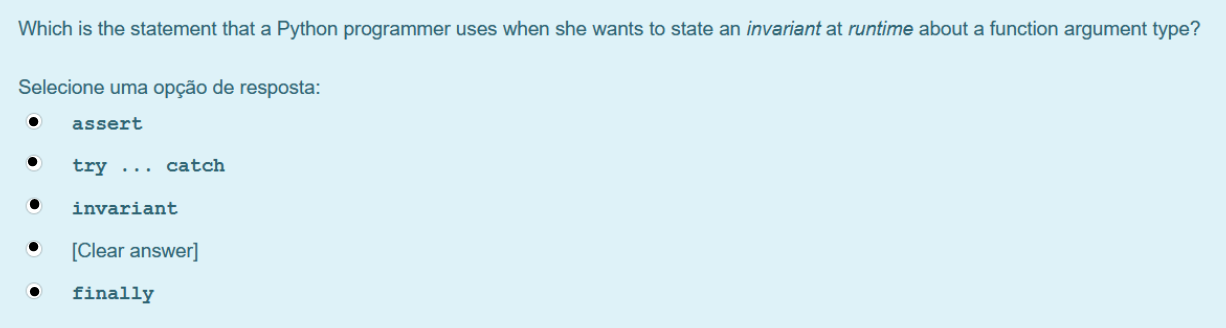 Which is the statement that a Python programmer uses when she wants to state an invariant at runtime about a function argument type?
Selecione uma opção de resposta:
assert
try ... catch
invariant
[Clear answer]
finally